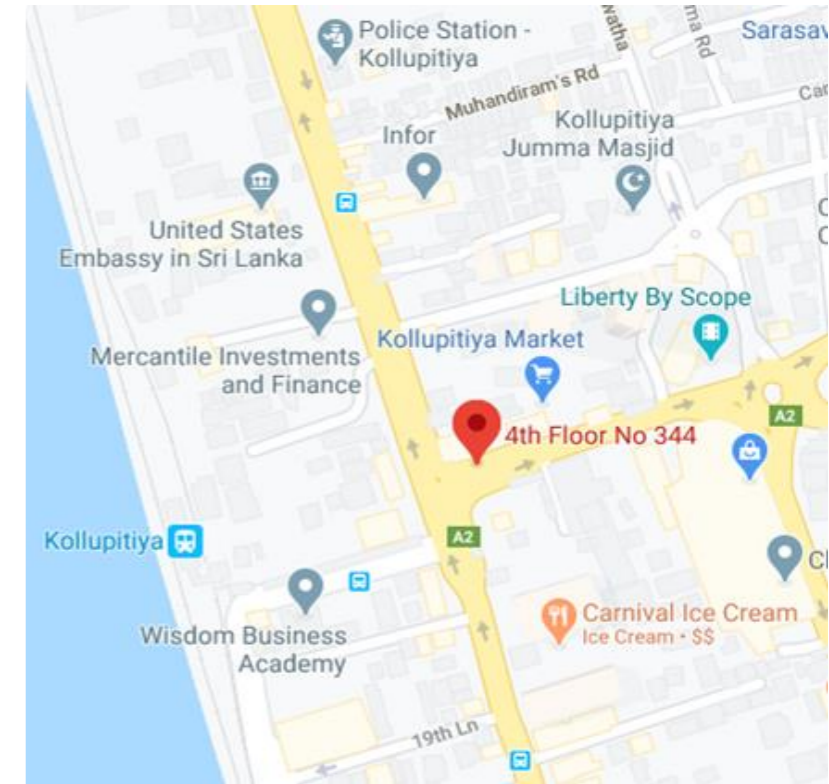 Police Station -
Kollupitiya
Sarasav
Muhandiram's Rd
Infor
Kollupitiya
Jumma Masjid
United States
Embassy in Sri Lanka
Liberty By Scope
Kollupitiya Market
Mercantile Investments
and Finance
4th Floor No 344
A2
A2
Kollupitiya
Wisdom Business
Academy
Carnival Ice Cream
Ice Cream • $$
19th Ln